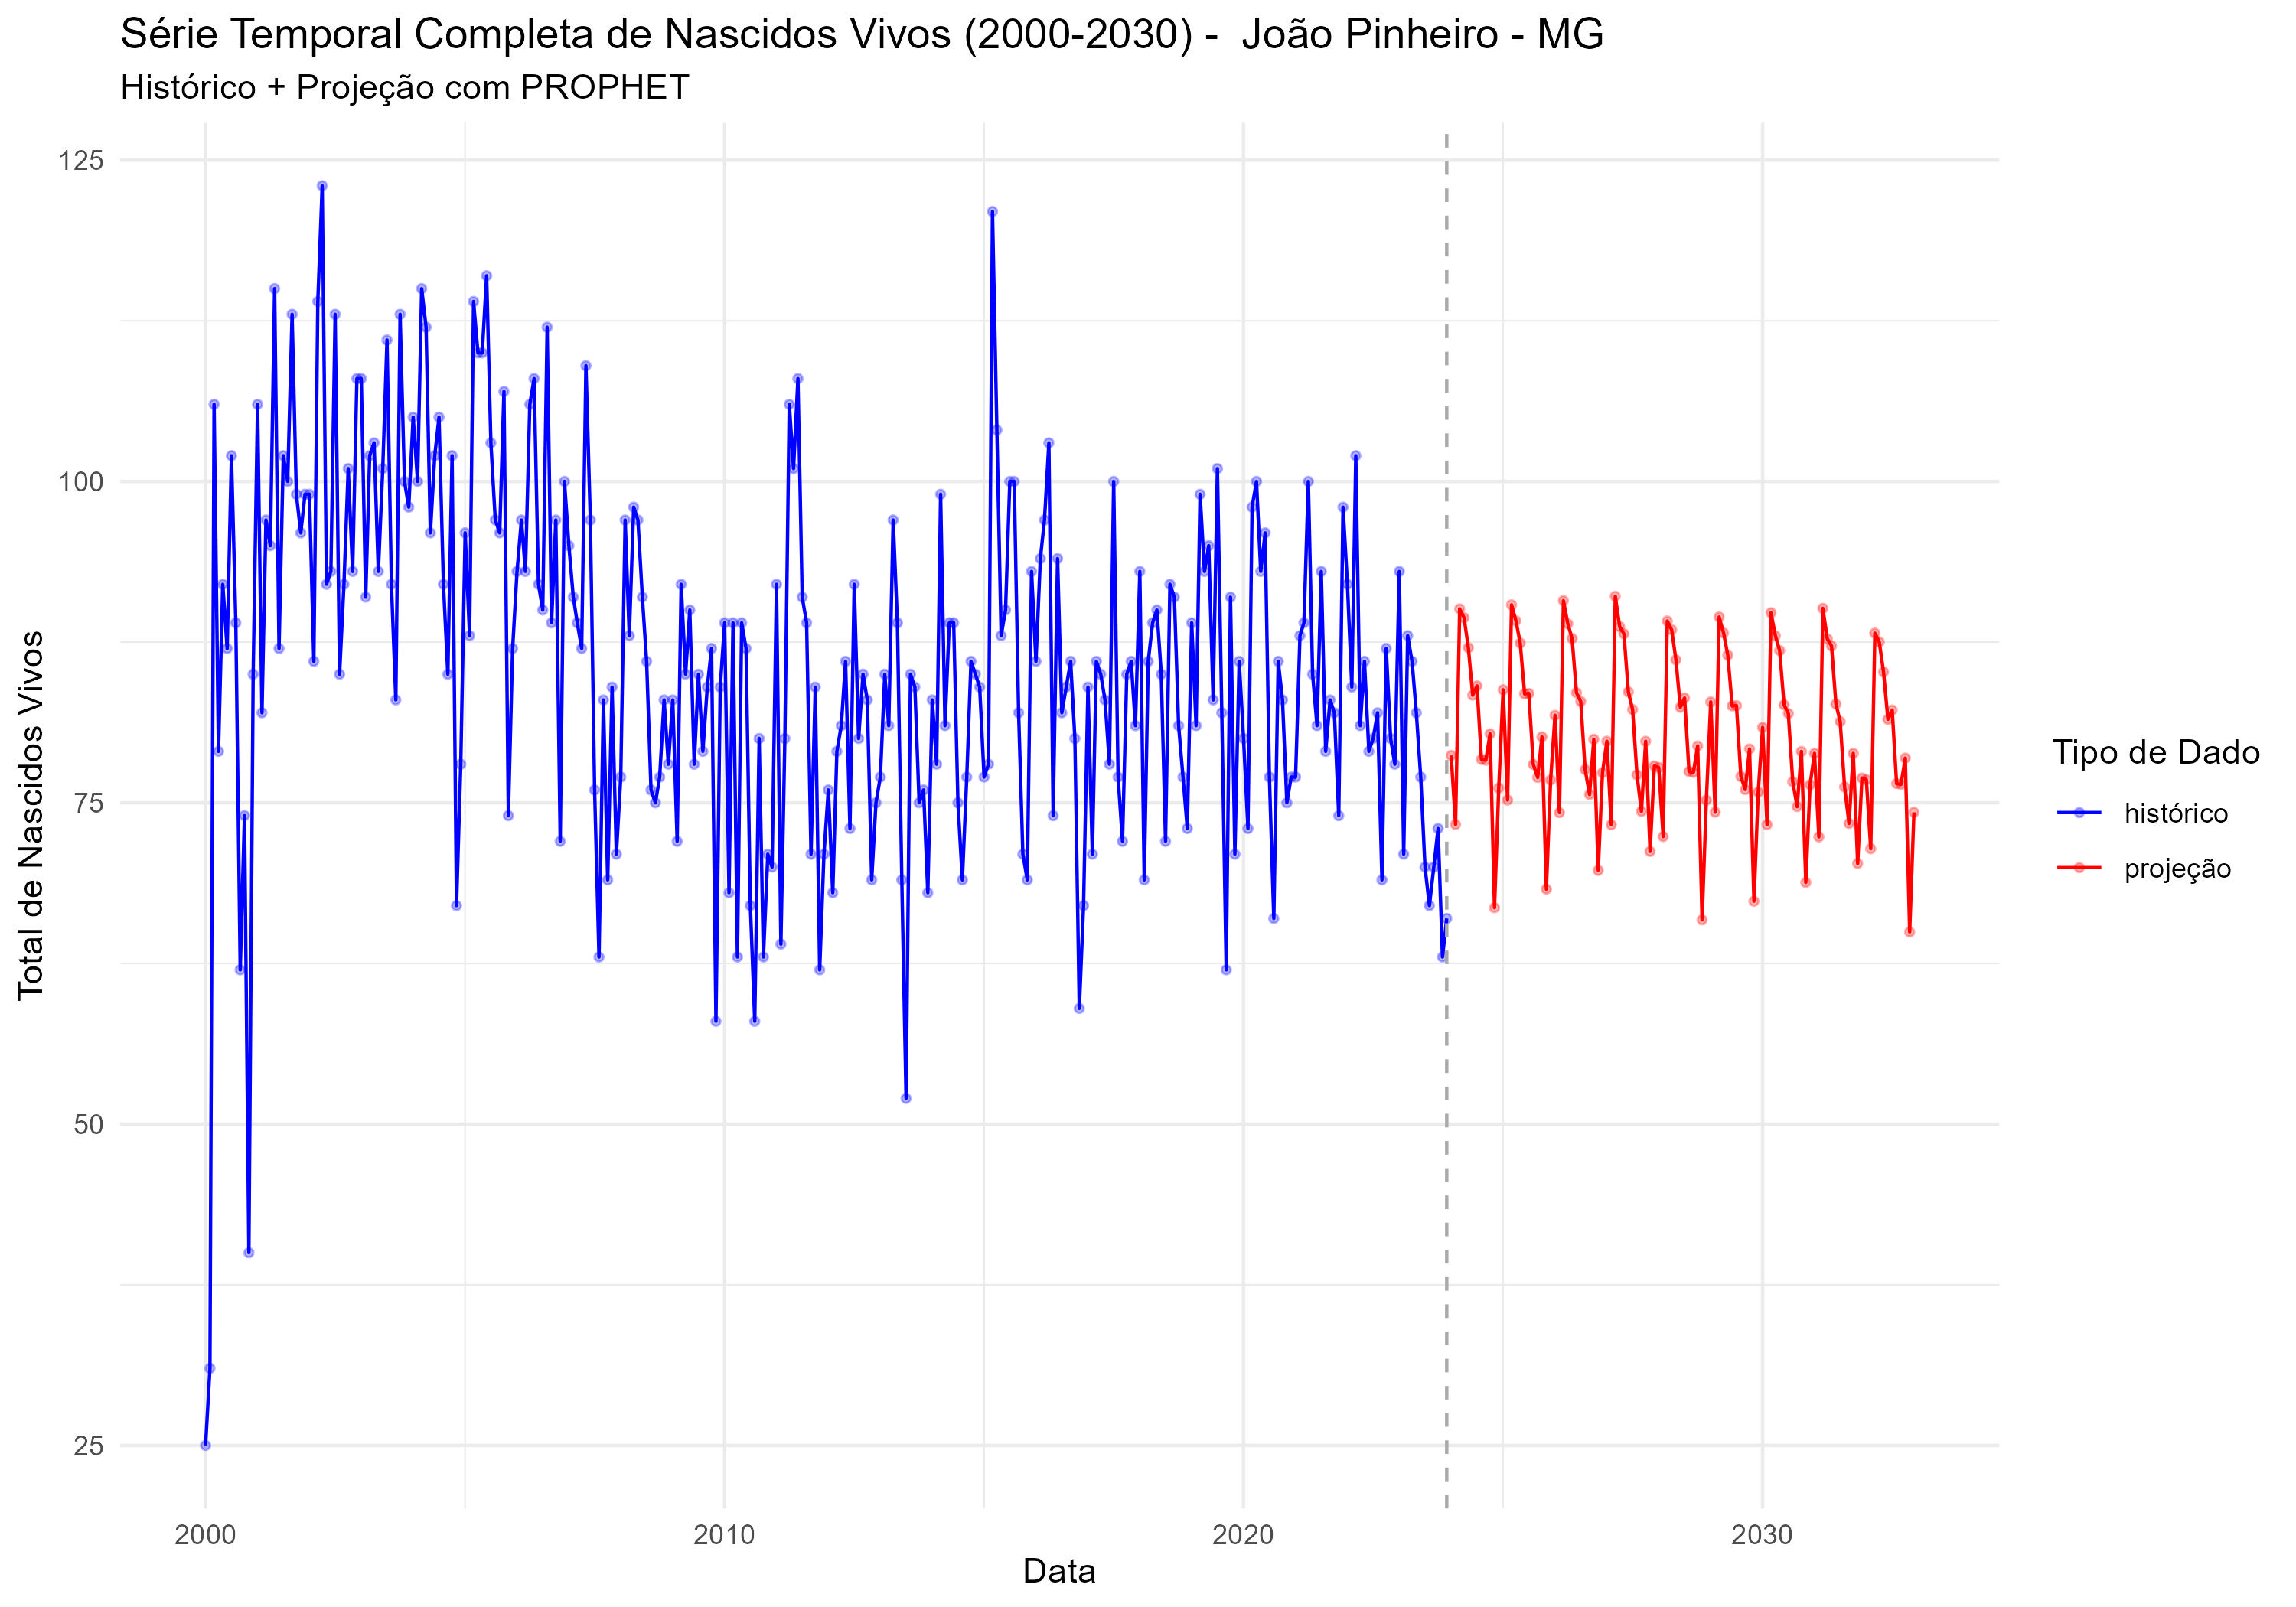 Série Temporal Completa de Nascidos Vivos (2000-2030) -  João Pinheiro - MG
Histórico + Projeção com PROPHET
Total de Nascidos Vivos
125
100
75
50
25
2000
2010
2020
2030
Data
Tipo de Dado
histórico
projeção